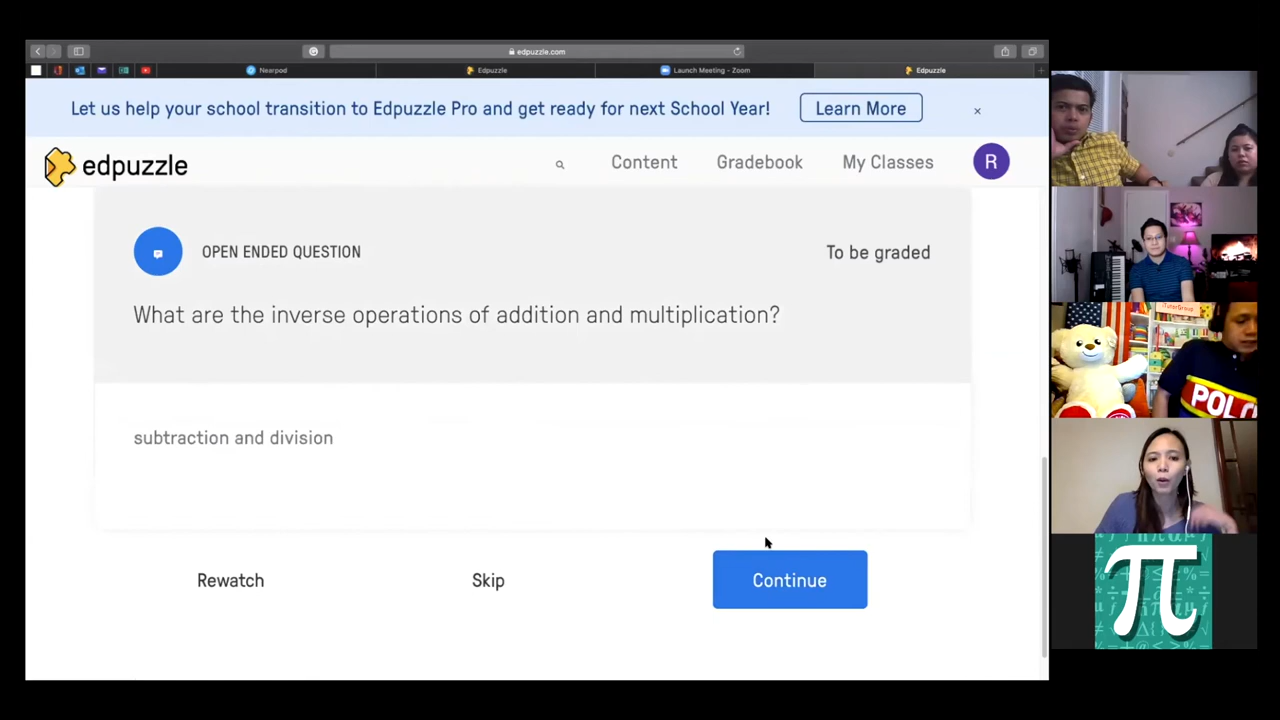 edpuzzle.com
Nearpod
Edpuzzle
Launch Meeting - Zoom
Edpuzzle
Let us help your school transition to Edpuzzle Pro and get ready for next School Year!
Learn More
×
edpuzzle
Content
Gradebook
My Classes
R
OPEN ENDED QUESTION
To be graded
What are the inverse operations of addition and multiplication?
subtraction and division
Rewatch
Skip
Continue
iTutorGroup
POLO
π